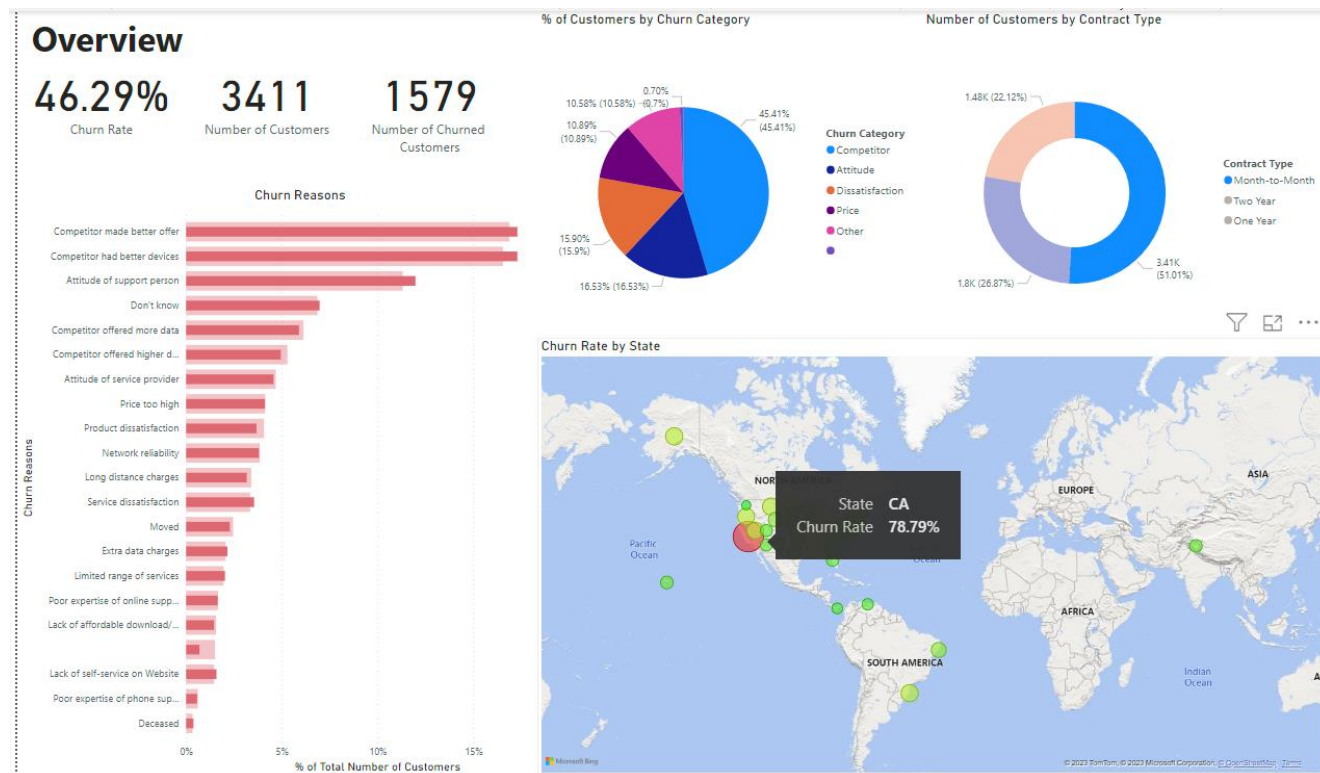 Overview
46.29%
Churn Rate
3411
Number of Customers
1579
Number of Churned
Customers
Churn Reasons
Churn Reasons
Competitor made better offer
Competitor had better devices
Attitude of support person
Don't know
Competitor offered more data
Competitor offered higher d...
Attitude of service provider
Price too high
Product dissatisfaction
Network reliability
Long distance charges
Service dissatisfaction
Moved
Extra data charges
Limited range of services
Poor expertise of online supp...
Lack of affordable download/...
Lack of self-service on Website
Poor expertise of phone sup...
Deceased
0%
5%
10%
15%
% of Total Number of Customers
% of Customers by Churn Category
0.70%
(0.7%)
10.58% (10.58%)
10.89%
(10.89%)
15.90%
(15.9%)
16.53% (16.53%)
45.41%
(45.41%)
Churn Category
Competitor
Attitude
Dissatisfaction
Price
Other
Number of Customers by Contract Type
1.48K (22.12%)
1.8K (26.87%)
3.41K
(51.01%)
Contract Type
Month-to-Month
Two Year
One Year
Churn Rate by State
State CA
Churn Rate 78.79%
Pacific
Ocean
EUROPE
ASIA
AFRICA
SOUTH AMERICA
Indian
Ocean
Microsoft Bing
© 2023 TomTom, © 2023 Microsoft Corporation, © OpenStreetMap Terms